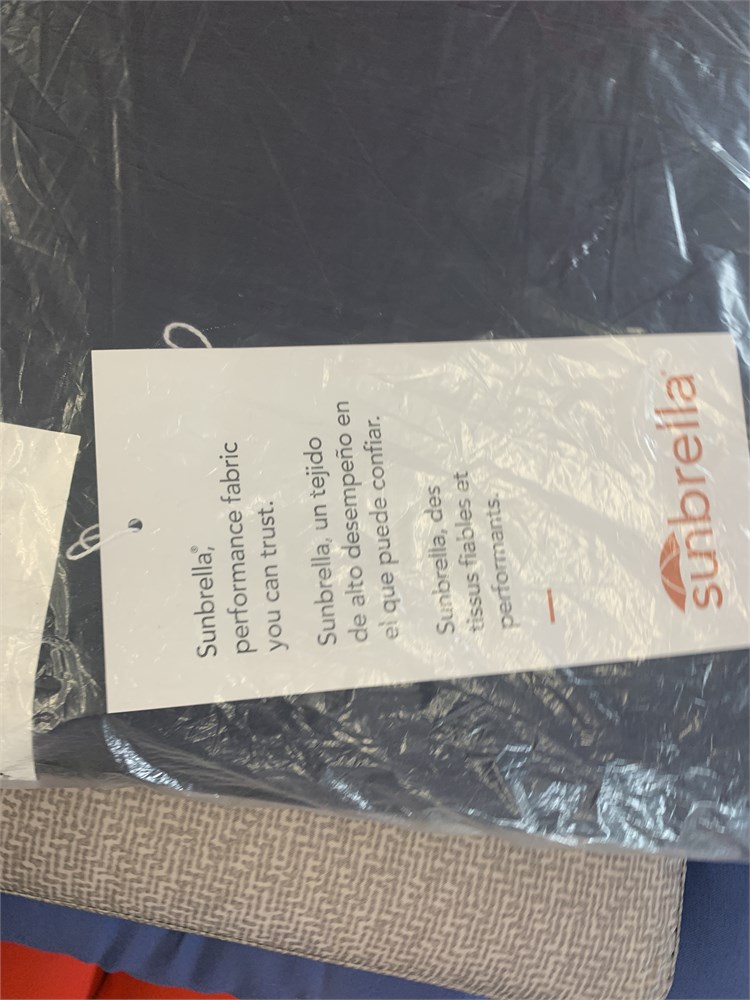 Sunbrella,®
performance fabric
you can trust.
Sunbrella, un tejido
de alto desempeño en
el que puede confiar.
Sunbrella, des
tissus fiables et
performants.
sunbrella®